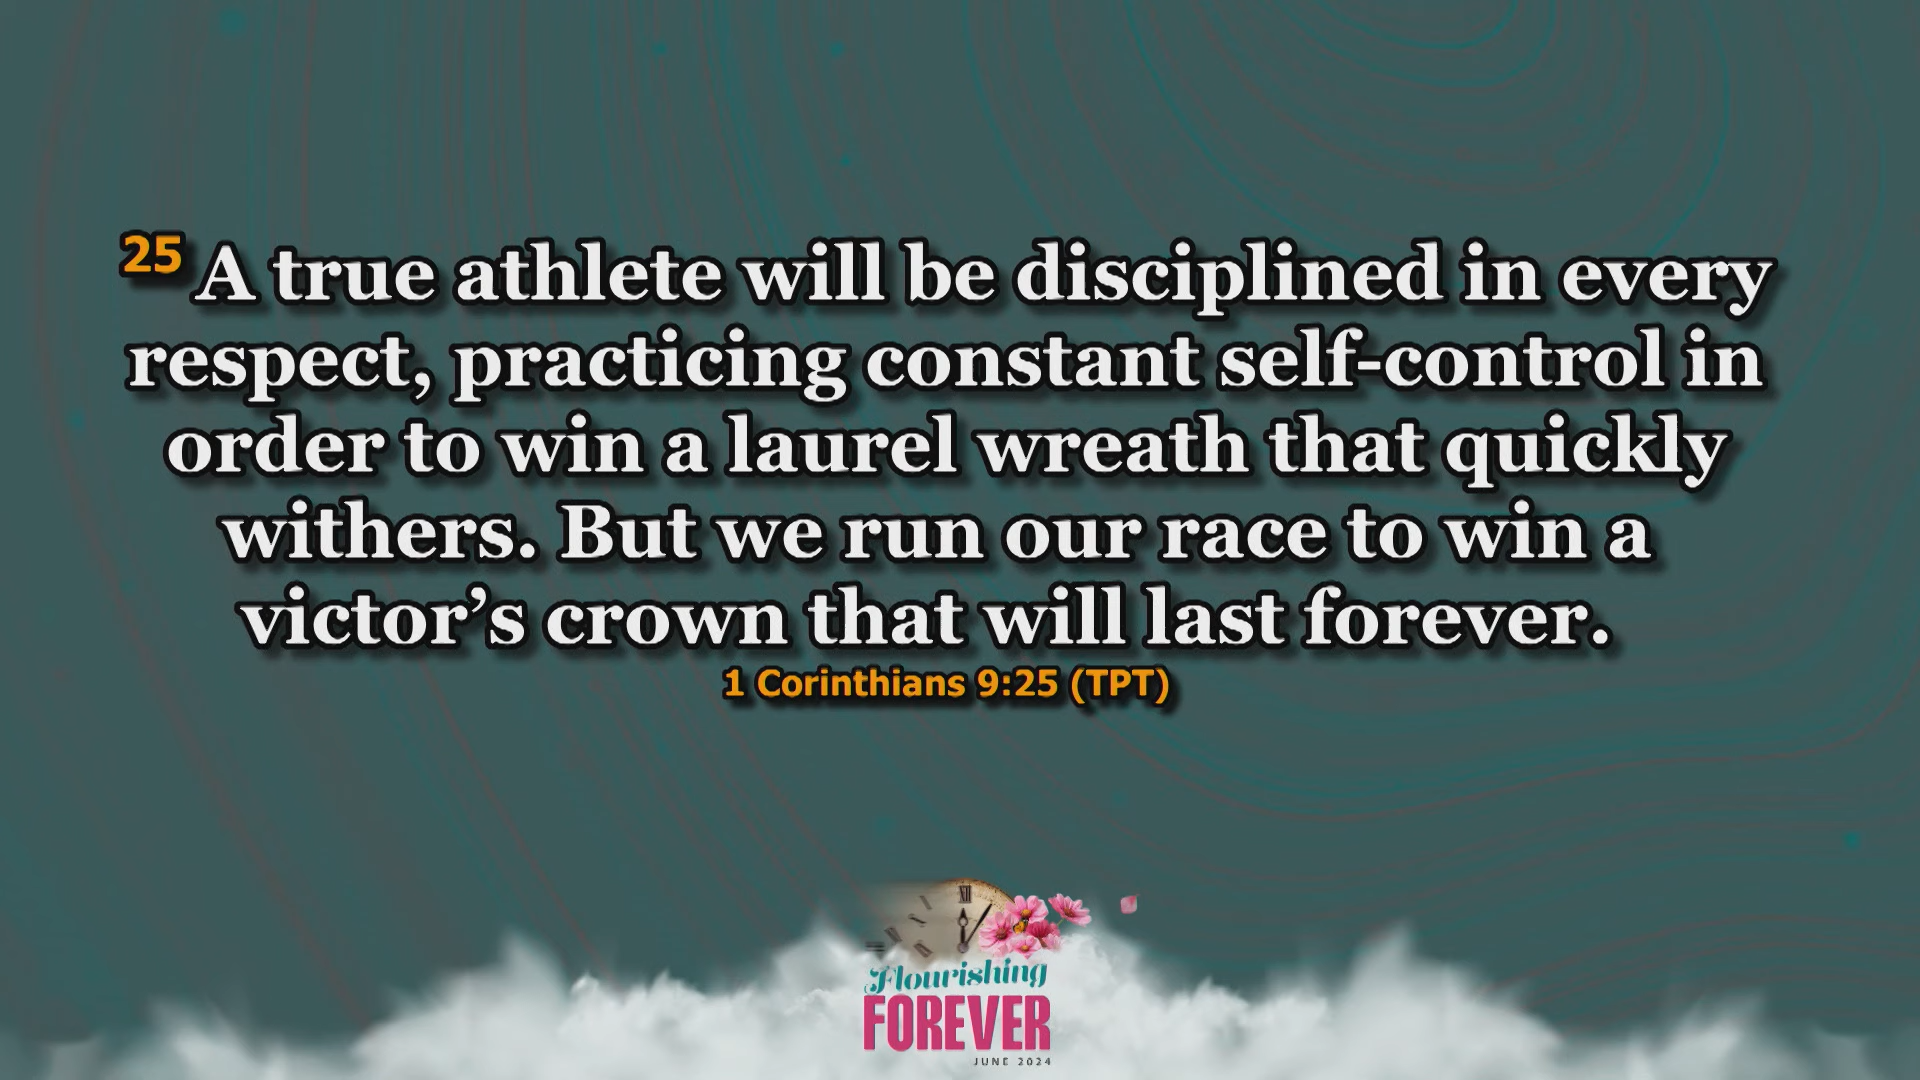 25 A true athlete will be disciplined in every
respect, practicing constant self-control in
order to win a laurel wreath that quickly
withers. But we run our race to win a
victor’s crown that will last forever.
1 Corinthians 9:25 (TPT)
XII
Flourishing
FOREVER
JUNE 2024